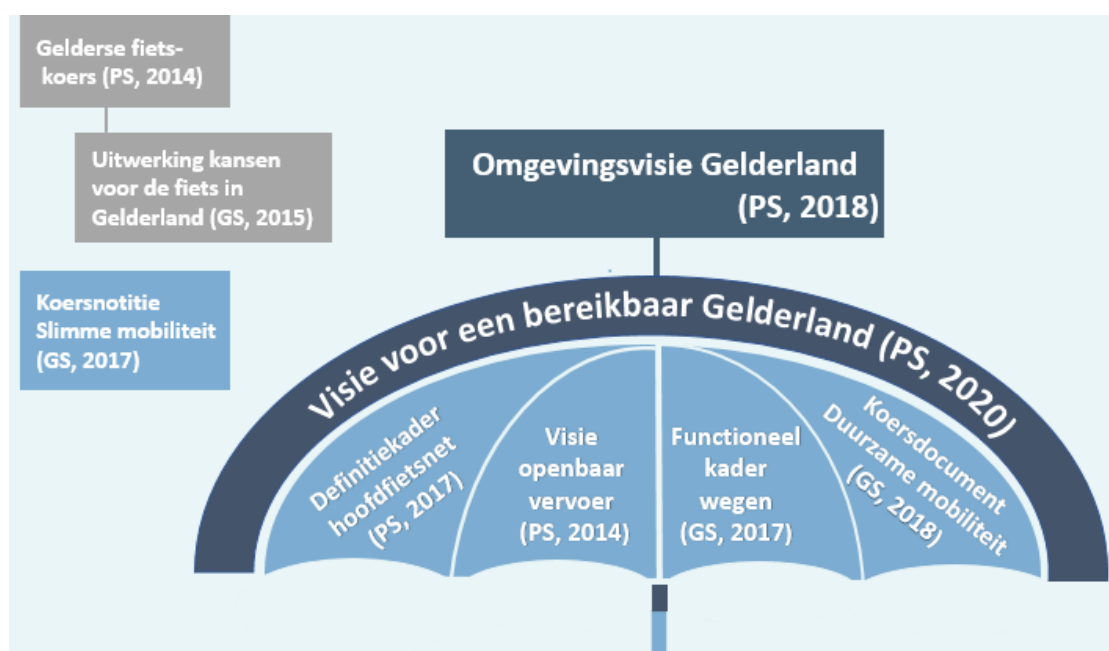 Gelderse fiets-
koers (PS, 2014)
Uitwerking kansen
voor de fiets in
Gelderland (GS, 2015)
Koersnotitie
Slimme mobiliteit
(GS, 2017)
Omgevingsvisie Gelderland
(PS, 2018)
Visie voor een bereikbaar Gelderland (PS, 2020)
Definitiekader
hoofdfietsnet
(PS, 2017)
Visie
openbaar
vervoer
(PS, 2014)
Functioneel
kader
wegen
(GS, 2017)
Koersdocument
Duurzame mobiliteit
(GS, 2018)